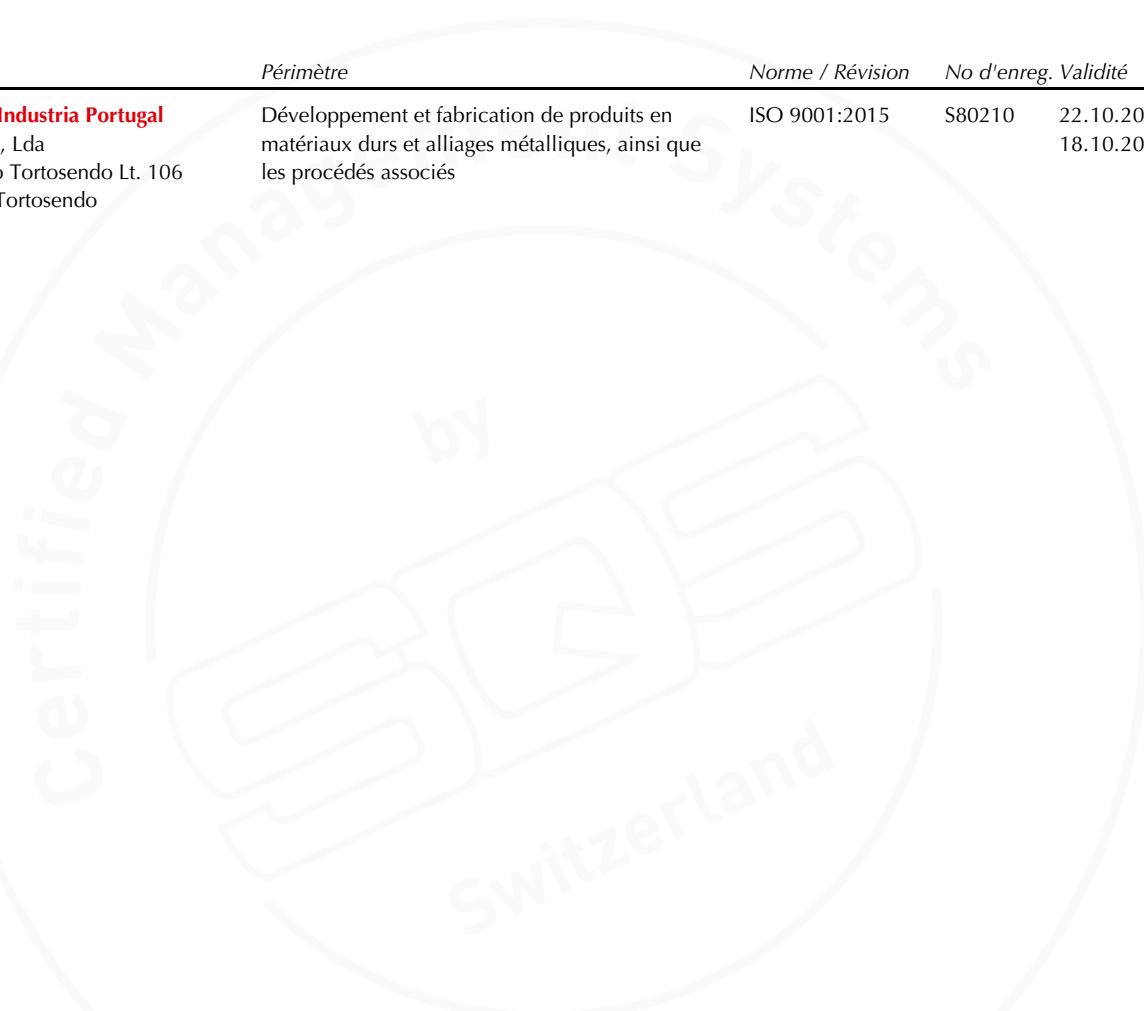 Périmètre Norme / Révision No d'enreg. Validité
Industria Portugal Développement et fabrication de produits en ISO 9001:2015 S80210 22.10.20
, Lda matériaux durs et alliages métalliques, ainsi que 18.10.20
o Tortosendo Lt. 106 les procédés associés
Tortosendo
Certified Management Systems
by
SQS
Switzerland